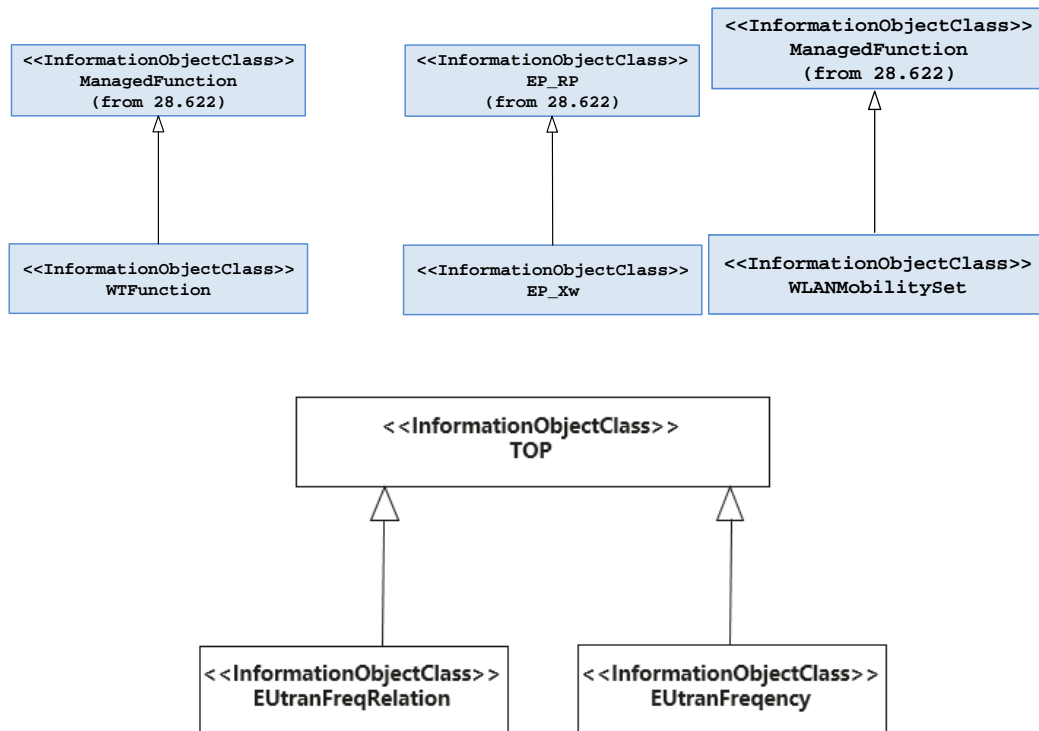 <<InformationObjectClass>>
ManagedFunction
(from 28.622)
<<InformationObjectClass>>
EP_RP
(from 28.622)
<<InformationObjectClass>>
ManagedFunction
(from 28.622)
<<InformationObjectClass>>
WTFunction
<<InformationObjectClass>>
EP_Xw
<<InformationObjectClass>>
WLANMobilitySet
<<InformationObjectClass>>
TOP
<<InformationObjectClass>>
EUtranFreqRelation
<<InformationObjectClass>>
EUtranFreqency